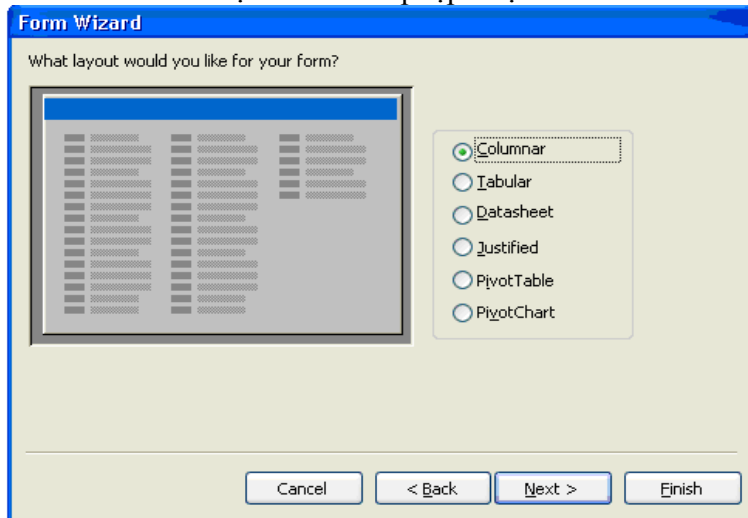 Form Wizard
What layout would you like for your form?
Columnar
Tabular
Datasheet
Justified
PivotTable
PivotChart
Cancel
< Back
Next >
Finish